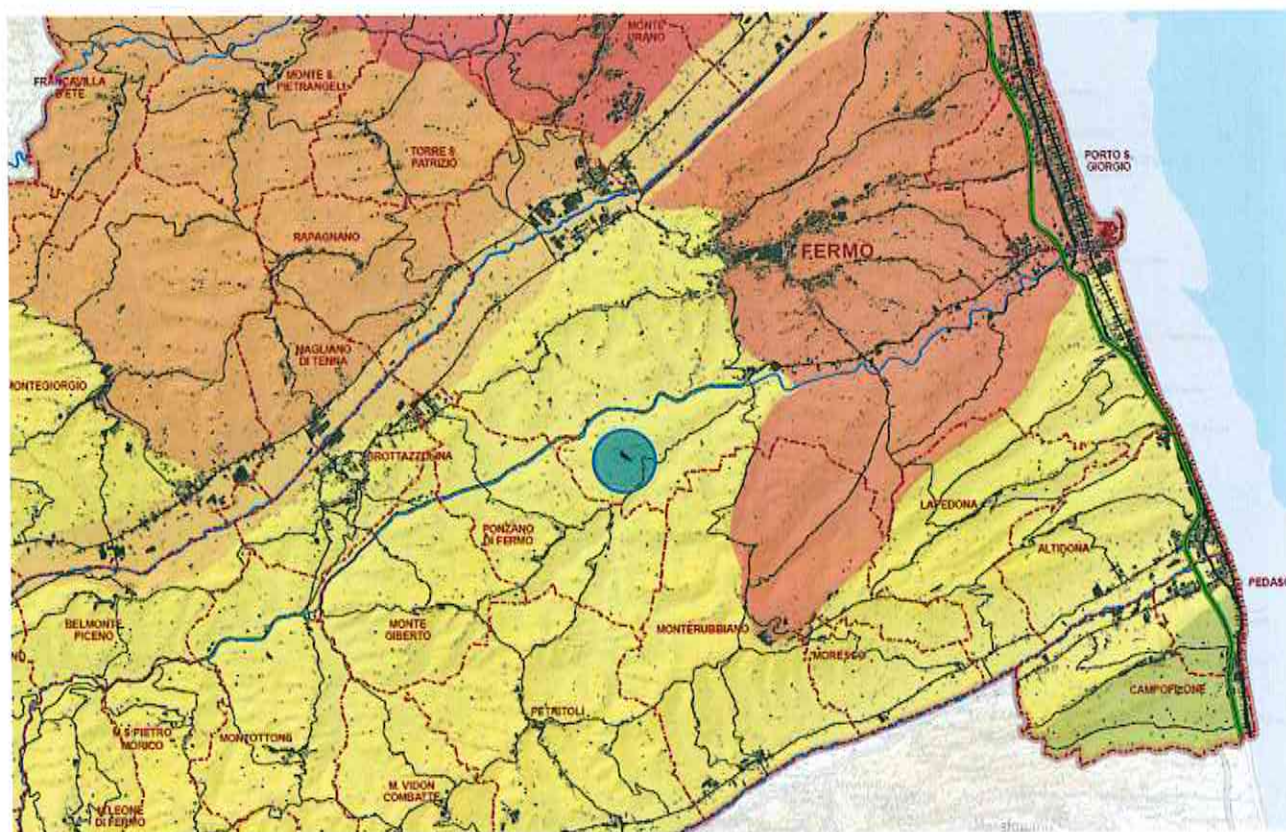 MONTE
URANO
FRANCAVILLA
D'ETE
MONTE S.
PIETRANGELI
TORRE S.
PATRIZIO
PORTO S.
GIORGIO
RAPAGNANO
FERMO
MAGLIANO
DI TENNA
MONTEGIORGIO
GROTTAZZOLINA
PONZANO
DI FERMO
LAPEDONA
ALTIDONA
PEDASO
BELMONTE
PICENO
MONTE
GIBERTO
MONTERUBBIANO
MORESCO
CAMPOFILONE
PETRITOLI
M.S.PIETRO
MORICO
MONTOTTONE
M. VIDON
COMBATTE
M.LEONE
DI FERMO